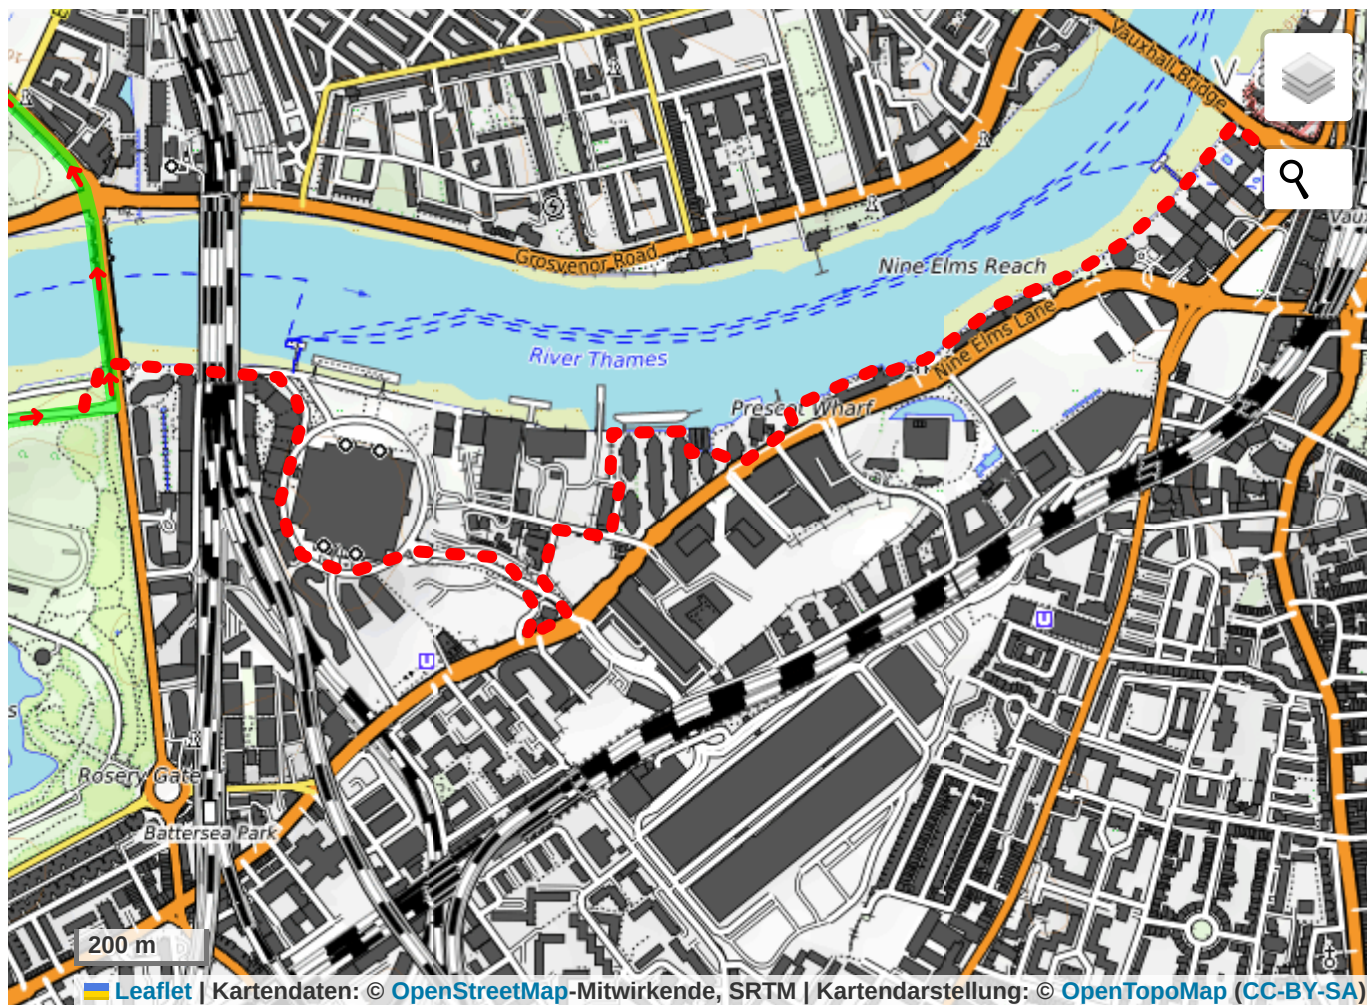 Vauxhall Bridge
V
Grosvenor Road
Nine Elms Reach
Vau
River Thames
Nine Elms Lane
Prescot Wharf
U
U
s
Rosery Gate
Battersea Park
200 m
Leaflet | Kartendaten: © OpenStreetMap-Mitwirkende, SRTM | Kartendarstellung: © OpenTopoMap (CC-BY-SA)